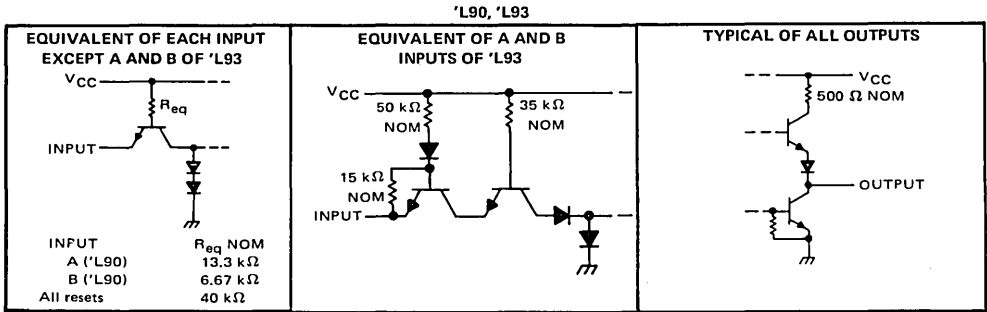 'L90, 'L93
EQUIVALENT OF EACH INPUT
EXCEPT A AND B OF 'L93
VCC
Req
INPUT
INFUT Req NOM
A ('L90) 13.3 kΩ
B ('L90) 6.67 kΩ
All resets 40 kΩ
EQUIVALENT OF A AND B
INPUTS OF 'L93
VCC
50 kΩ
NOM
35 kΩ
NOM
15 kΩ
NOM
INPUT
TYPICAL OF ALL OUTPUTS
VCC
500 Ω NOM
OUTPUT